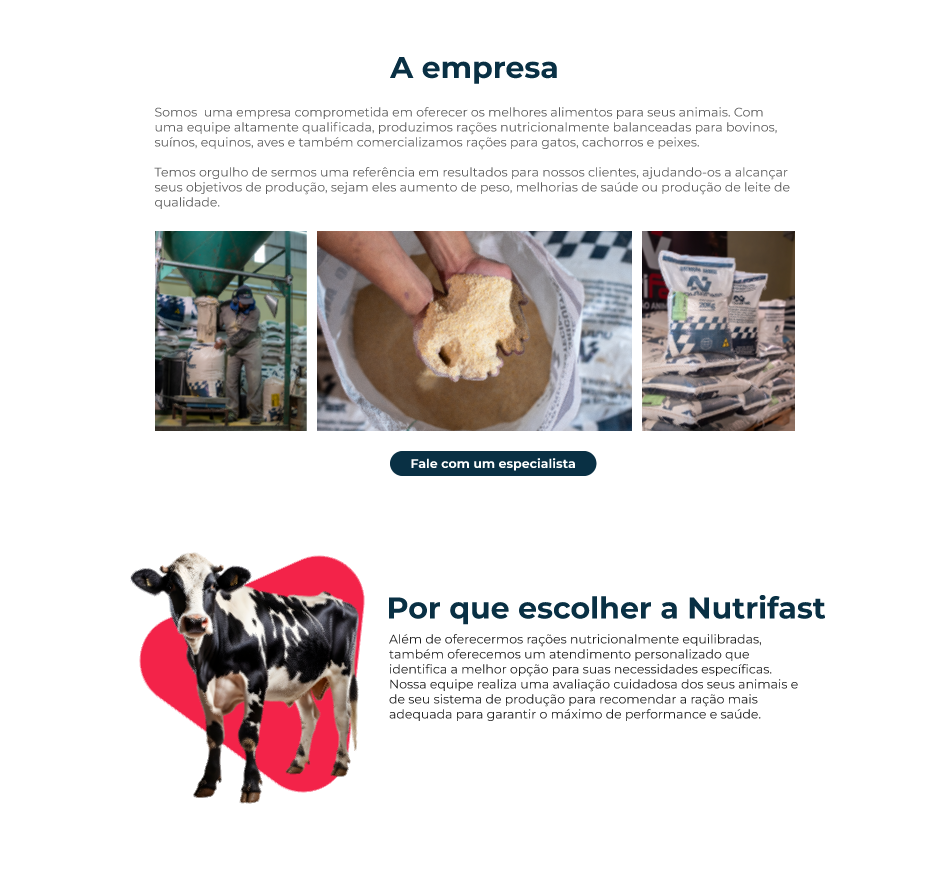 A empresa
Somos  uma empresa comprometida em oferecer os melhores alimentos para seus animais. Com
uma equipe altamente qualificada, produzimos rações nutricionalmente balanceadas para bovinos,
suínos, equinos, aves e também comercializamos rações para gatos, cachorros e peixes.
Temos orgulho de sermos uma referência em resultados para nossos clientes, ajudando-os a alcançar
seus objetivos de produção, sejam eles aumento de peso, melhorias de saúde ou produção de leite de
qualidade.
Fale com um especialista
Por que escolher a Nutrifast
Além de oferecermos rações nutricionalmente equilibradas,
também oferecemos um atendimento personalizado que
identifica a melhor opção para suas necessidades específicas.
Nossa equipe realiza uma avaliação cuidadosa dos seus animais e
de seu sistema de produção para recomendar a ração mais
adequada para garantir o máximo de performance e saúde.